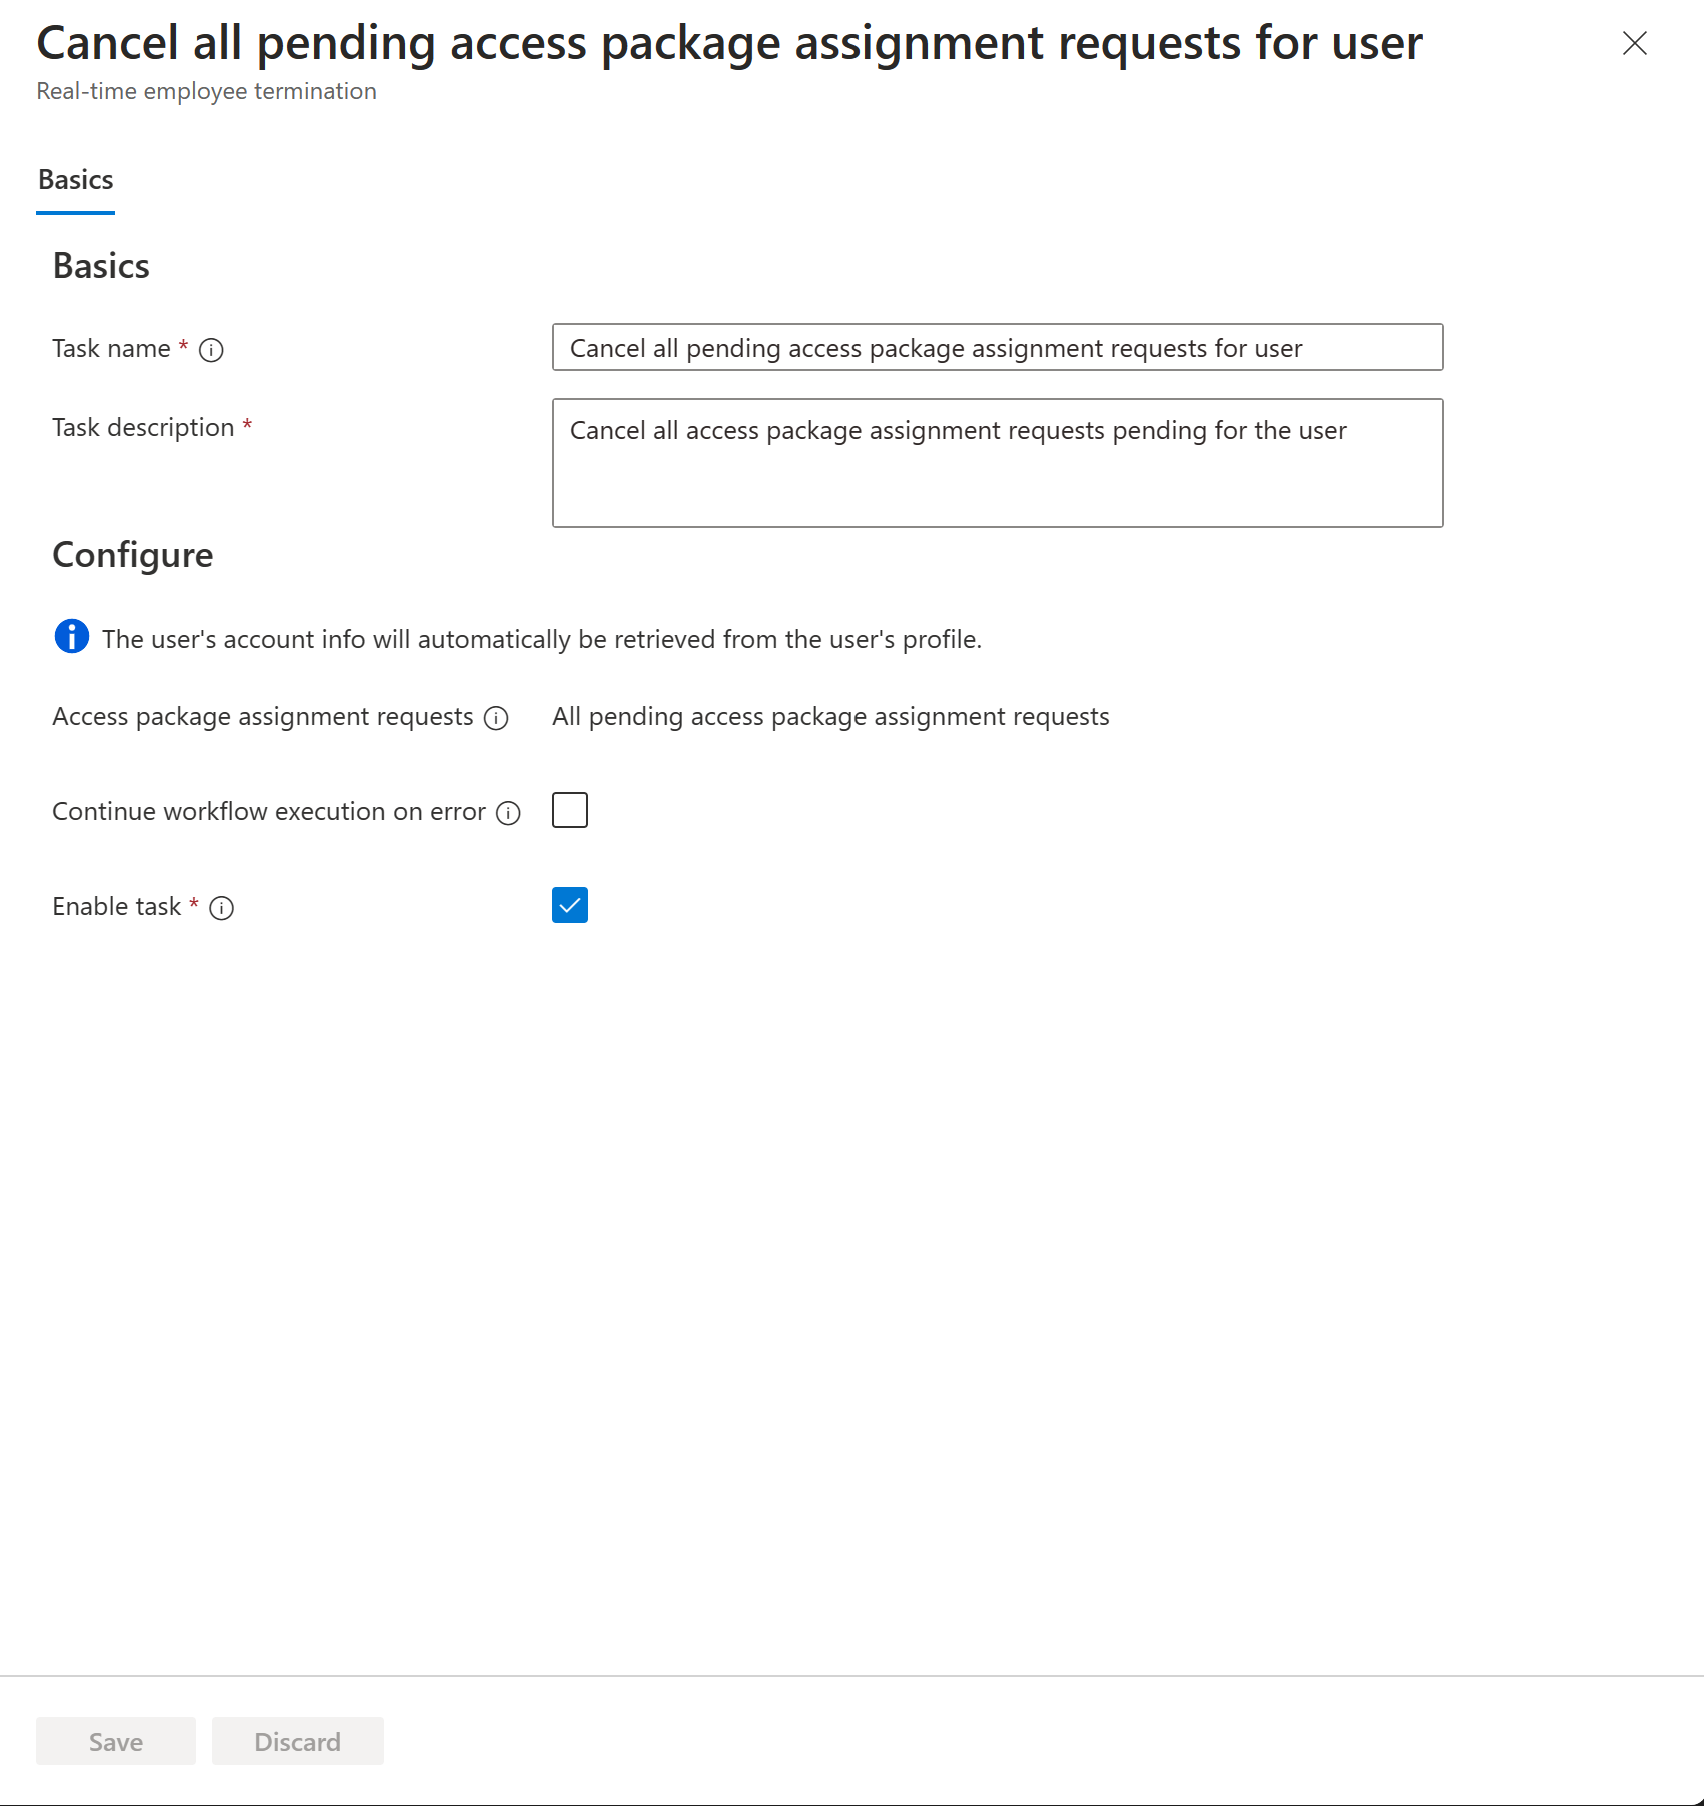 Cancel all pending access package assignment requests for user
Real-time employee termination
Basics
Basics
Task name *
Cancel all pending access package assignment requests for user
Task description *
Cancel all access package assignment requests pending for the user
Configure
The user's account info will automatically be retrieved from the user's profile.
Access package assignment requests
All pending access package assignment requests
Continue workflow execution on error
Enable task *
Save
Discard